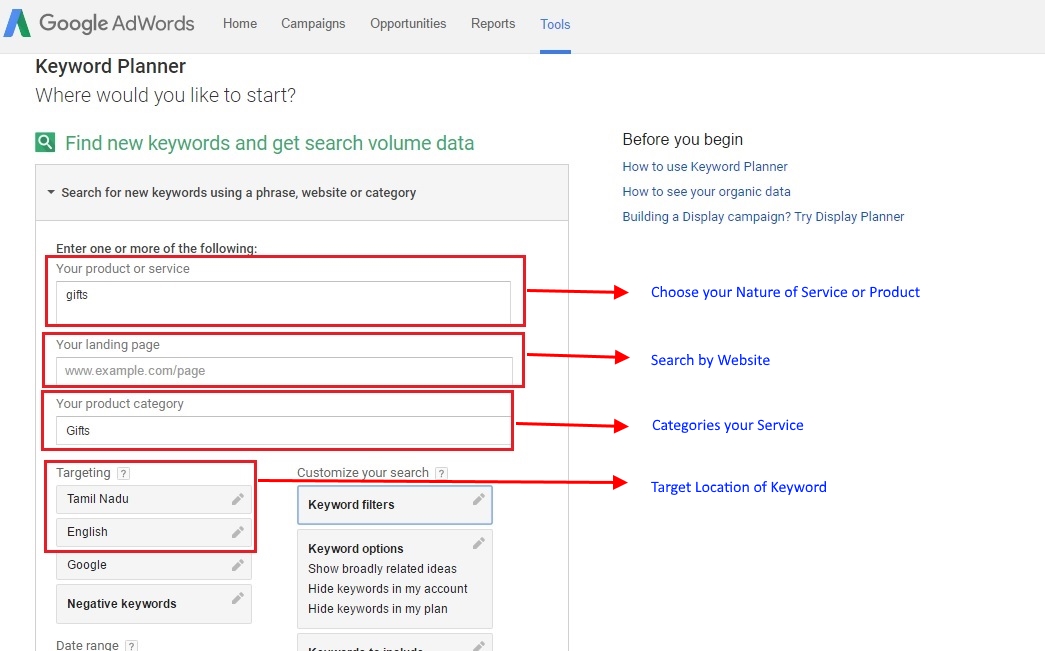 Google AdWords Home Campaigns Opportunities Reports Tools
Keyword Planner
Where would you like to start?
Find new keywords and get search volume data
Search for new keywords using a phrase, website or category
Enter one or more of the following:
Your product or service
gifts
Your landing page
www.example.com/page
Your product category
Gifts
Targeting ?
Tamil Nadu
English
Google
Negative keywords
Date range ?
Customize your search ?
Keyword filters
Keyword options
Show broadly related ideas
Hide keywords in my account
Hide keywords in my plan
Keywords to include
Before you begin
How to use Keyword Planner
How to see your organic data
Building a Display campaign? Try Display Planner
Choose your Nature of Service or Product
Search by Website
Categories your Service
Target Location of Keyword